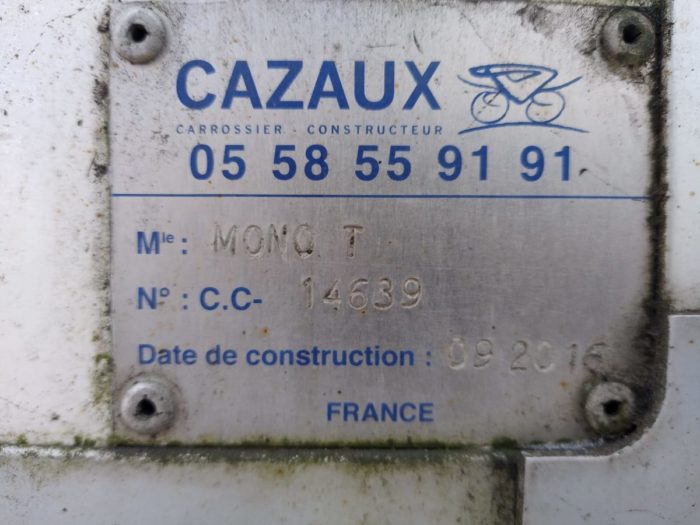 CAZAUX
CARROSSIER - CONSTRUCTEUR
05 58 55 91 91
Mle : MONO T
N° : C.C- 14639
Date de construction : 09 2016
FRANCE